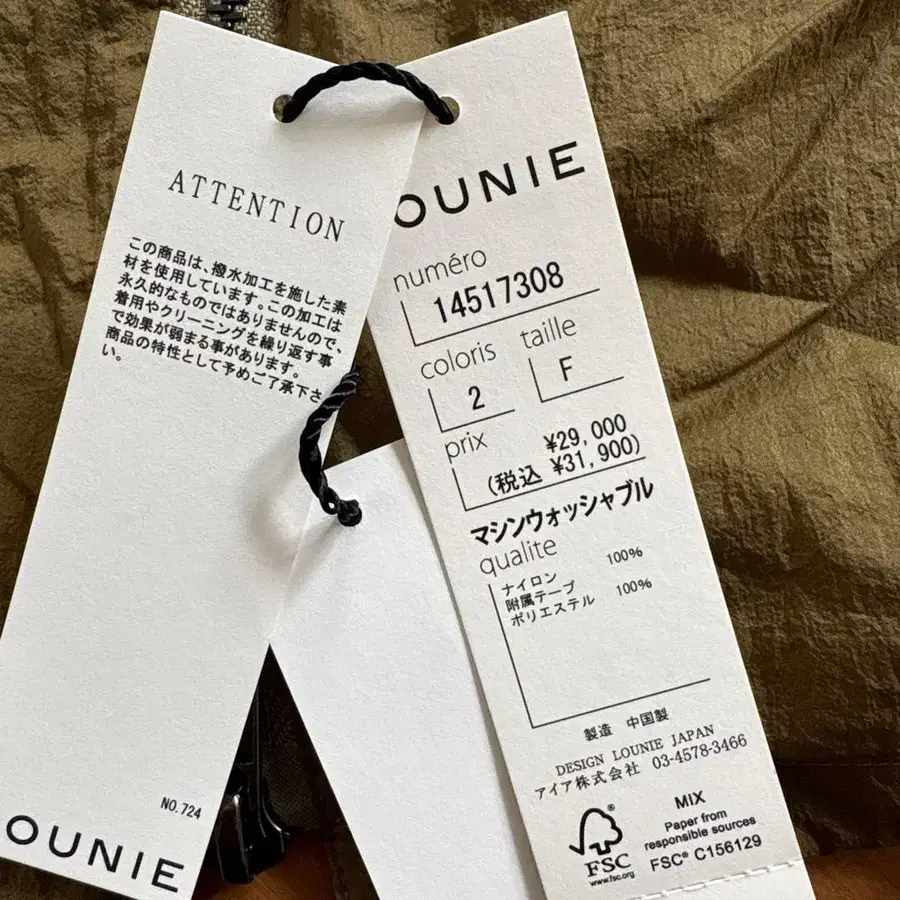 ATTENTION
この商品は、撥水加工を施した素
材を使用しています。この加工は
永久的なものではありませんので、
着用やクリーニングを繰り返す事
で効果が弱まる事があります。
商品の特性として予めご了承下さ
い。
NO.724
OUNIE
OUNIE
numéro
14517308
coloris
taille
2
F
prix
¥29,000
(税込 ¥31,900)
マシンウォッシャブル
qualite
ナイロン 100%
附属テープ
ポリエステル 100%
製造 中国製
DESIGN LOUNIE JAPAN
アイア株式会社 03-4578-3466
FSC
www.fsc.org
MIX
Paper from
responsible sources
FSC® C156129